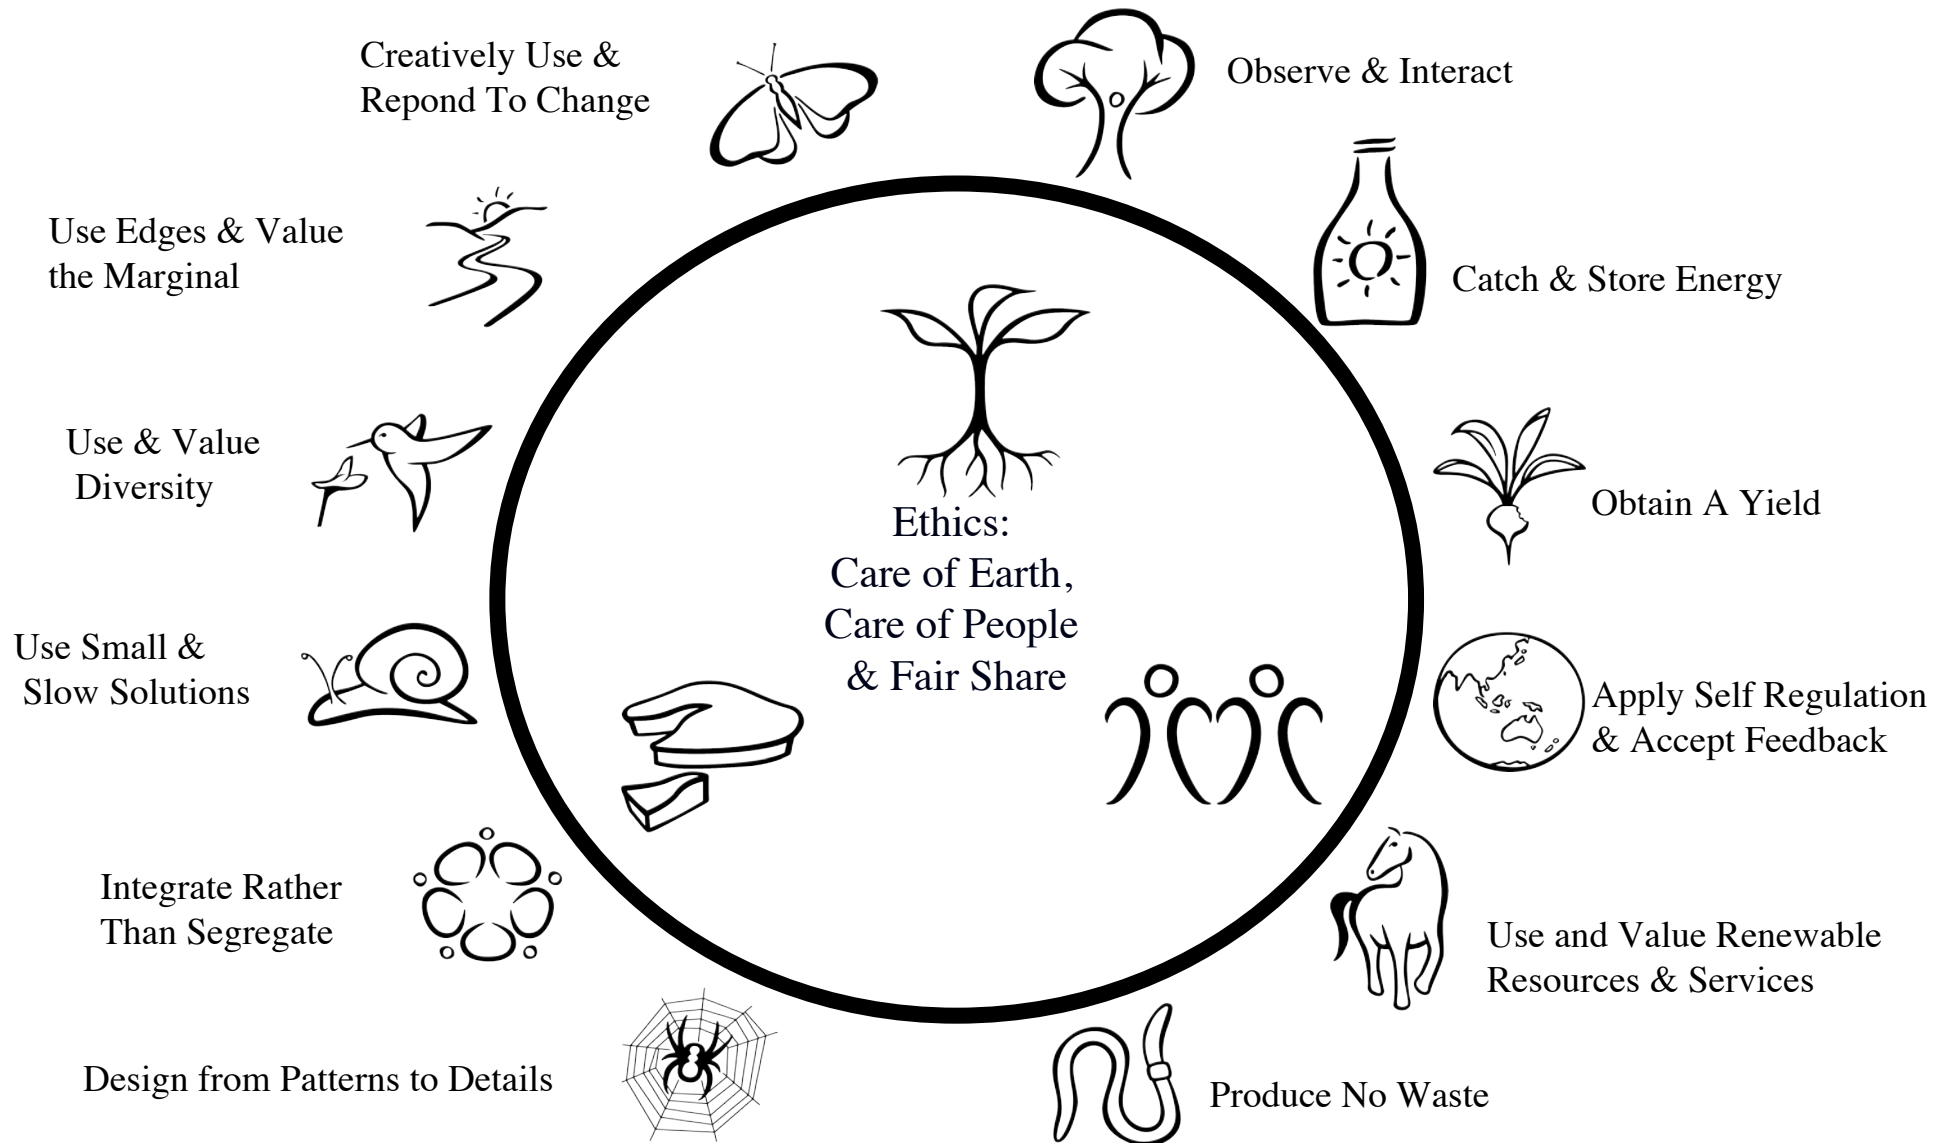 Creatively Use &
Repond To Change
Observe & Interact
Use Edges & Value
the Marginal
Catch & Store Energy
Use & Value
Diversity
Obtain A Yield
Ethics:
Care of Earth,
Care of People
& Fair Share
Use Small &
Slow Solutions
Apply Self Regulation
& Accept Feedback
Integrate Rather
Than Segregate
Use and Value Renewable
Resources & Services
Design from Patterns to Details
Produce No Waste